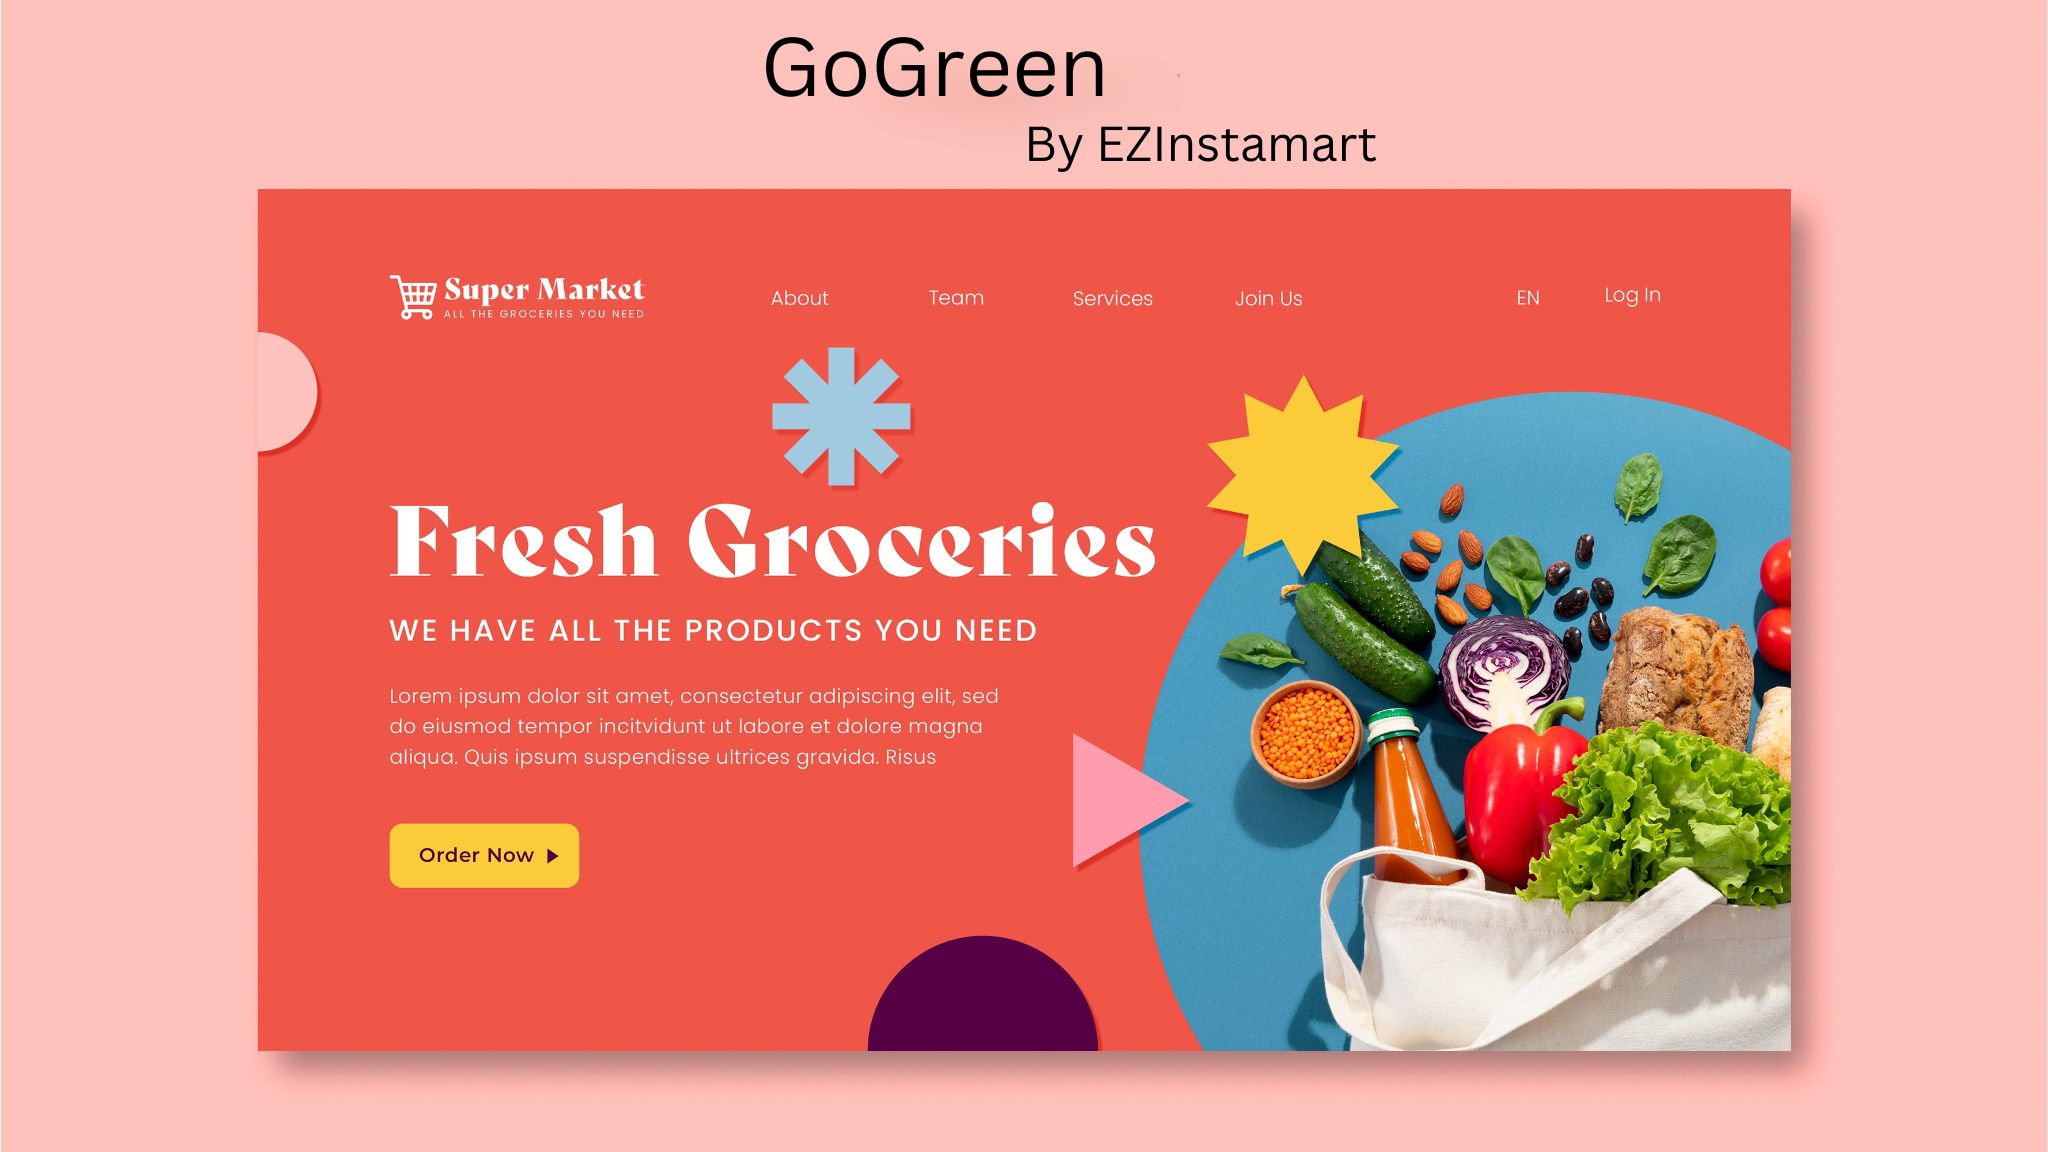 GoGreen
By EZInstamart
Super Market
ALL THE GROCERIES YOU NEED
About
Team
Services
Join Us
EN
Log In
Fresh Groceries
WE HAVE ALL THE PRODUCTS YOU NEED
Lorem ipsum dolor sit amet, consectetur adipiscing elit, sed
do eiusmod tempor incitvidunt ut labore et dolore magna
aliqua. Quis ipsum suspendisse ultrices gravida. Risus
Order Now